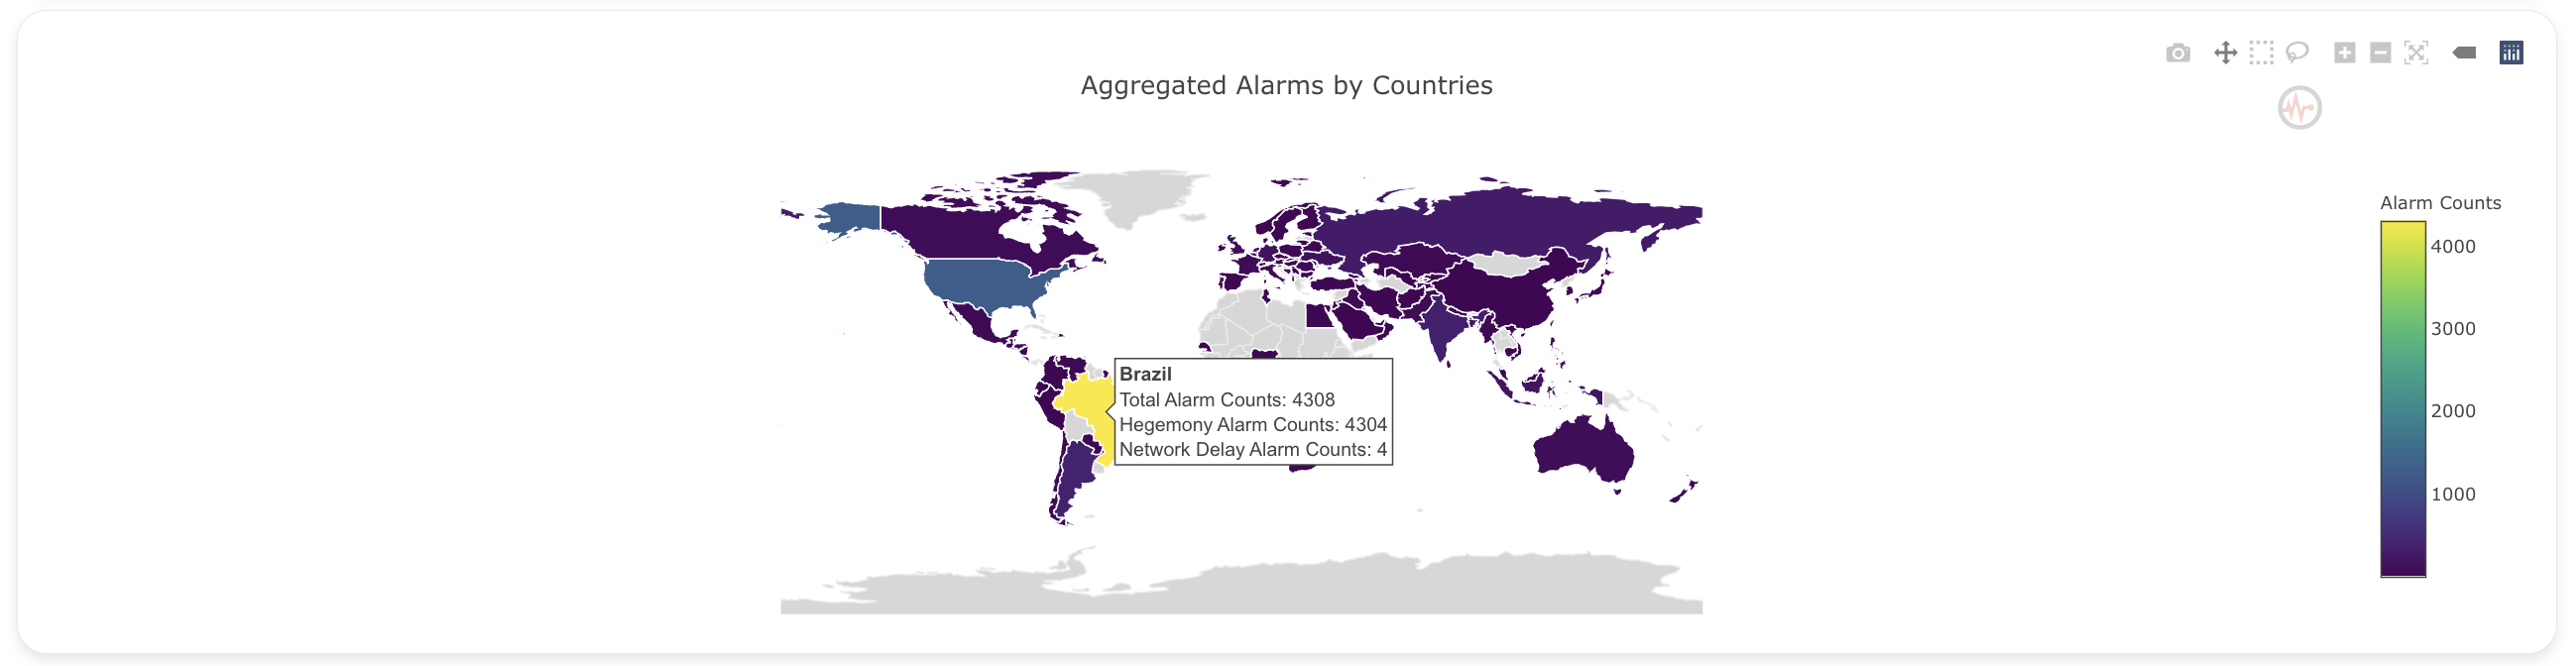 Aggregated Alarms by Countries
Alarm Counts
4000
3000
2000
1000
Brazil
Total Alarm Counts: 4308
Hegemony Alarm Counts: 4304
Network Delay Alarm Counts: 4